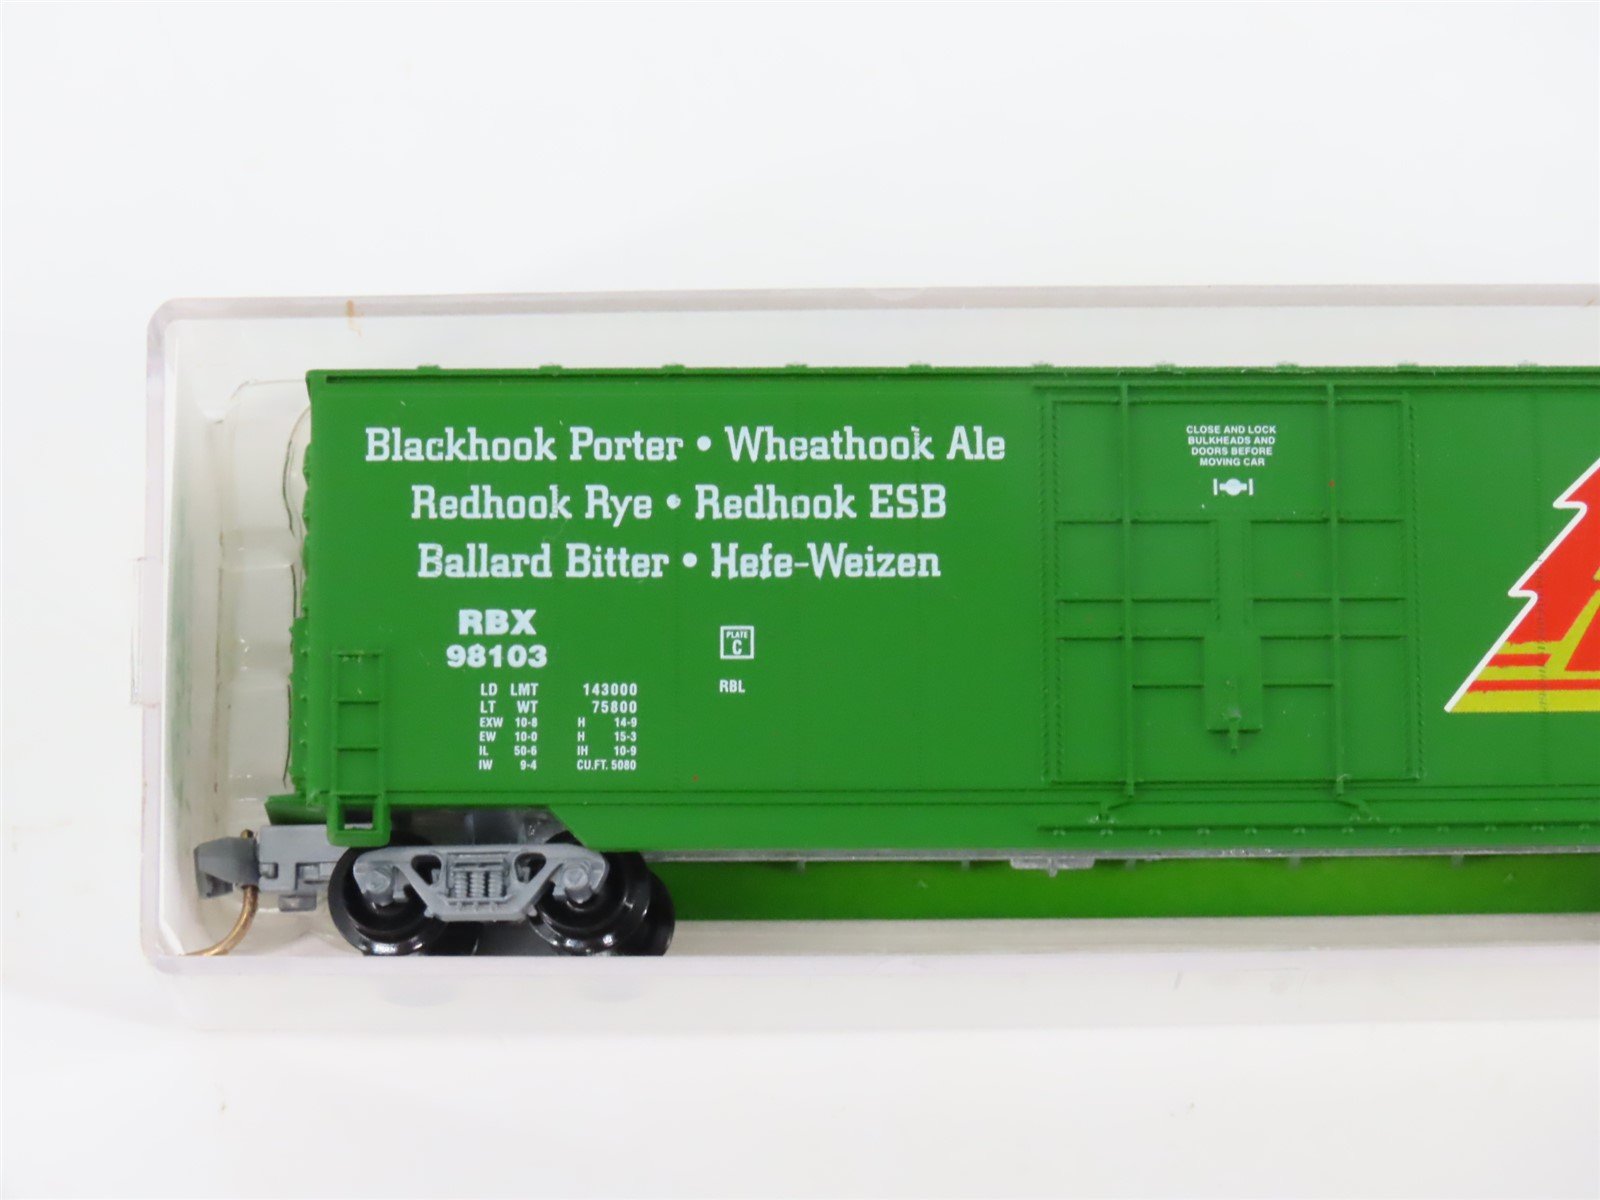 Blackhook Porter • Wheathook Ale
Redhook Rye • Redhook ESB
Ballard Bitter • Hefe-Weizen
RBX
98103
LD LMT 143000
LT WT 75800
EXW 10-8 H 14-9
EW 10-0 H 15-3
IL 50-6 IH 10-9
IW 9-4 CU.FT. 5080
PLATE
C
RBL
CLOSE AND LOCK
BULKHEADS AND
DOORS BEFORE
MOVING CAR